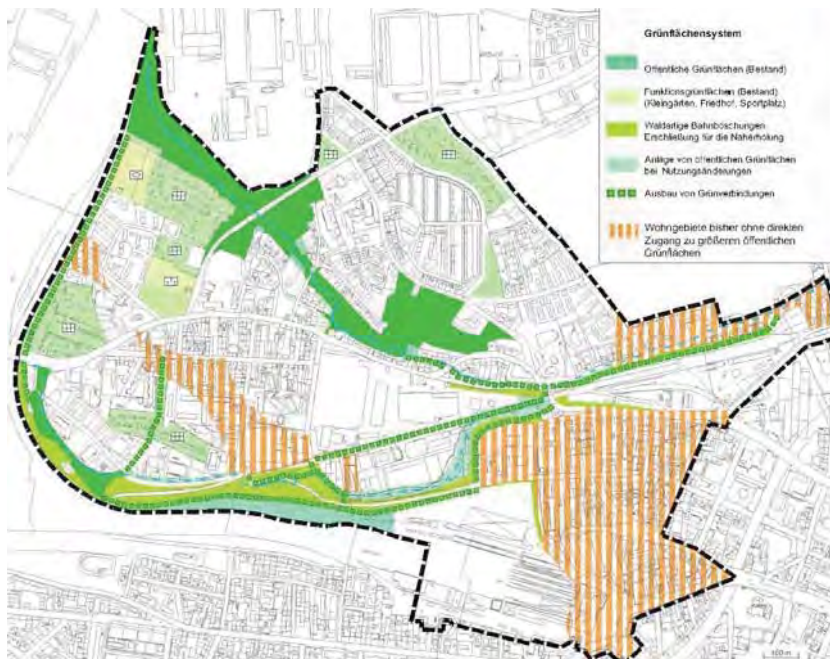 Grünflächensystem
Öffentliche Grünflächen (Bestand)
Funktionsgrünflächen (Bestand)
(Kleingärten, Friedhof, Sportplatz)
Waldartige Bahnböschungen
Erschließung für die Naherholung
Anlage von öffentlichen Grünflächen
bei Nutzungsänderungen
Ausbau von Grünverbindungen
Wohngebiete bisher ohne direkten
Zugang zu größeren öffentlichen
Grünflächen
100 m